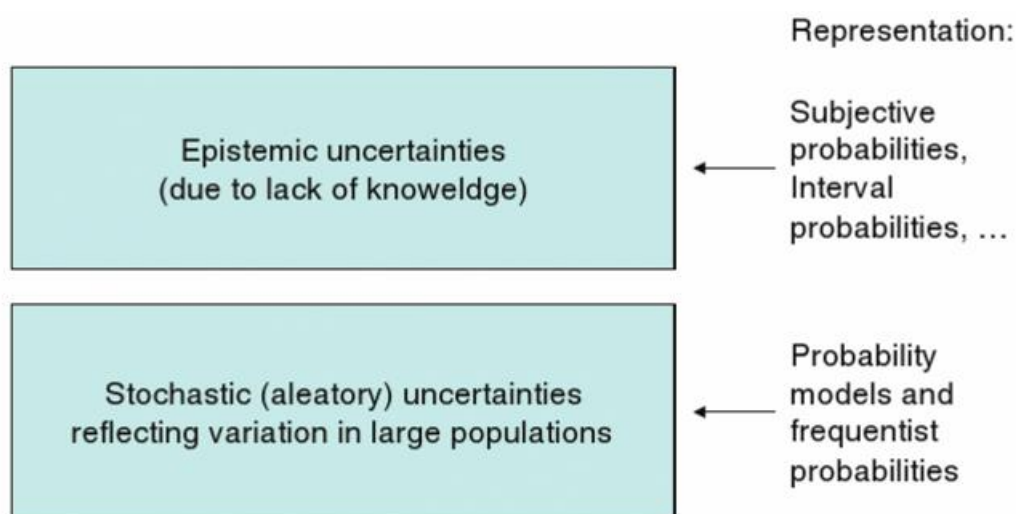 Representation:
Epistemic uncertainties
(due to lack of knoweldge)
Subjective
probabilities,
Interval
probabilities, …
Stochastic (aleatory) uncertainties
reflecting variation in large populations
Probability
models and
frequentist
probabilities